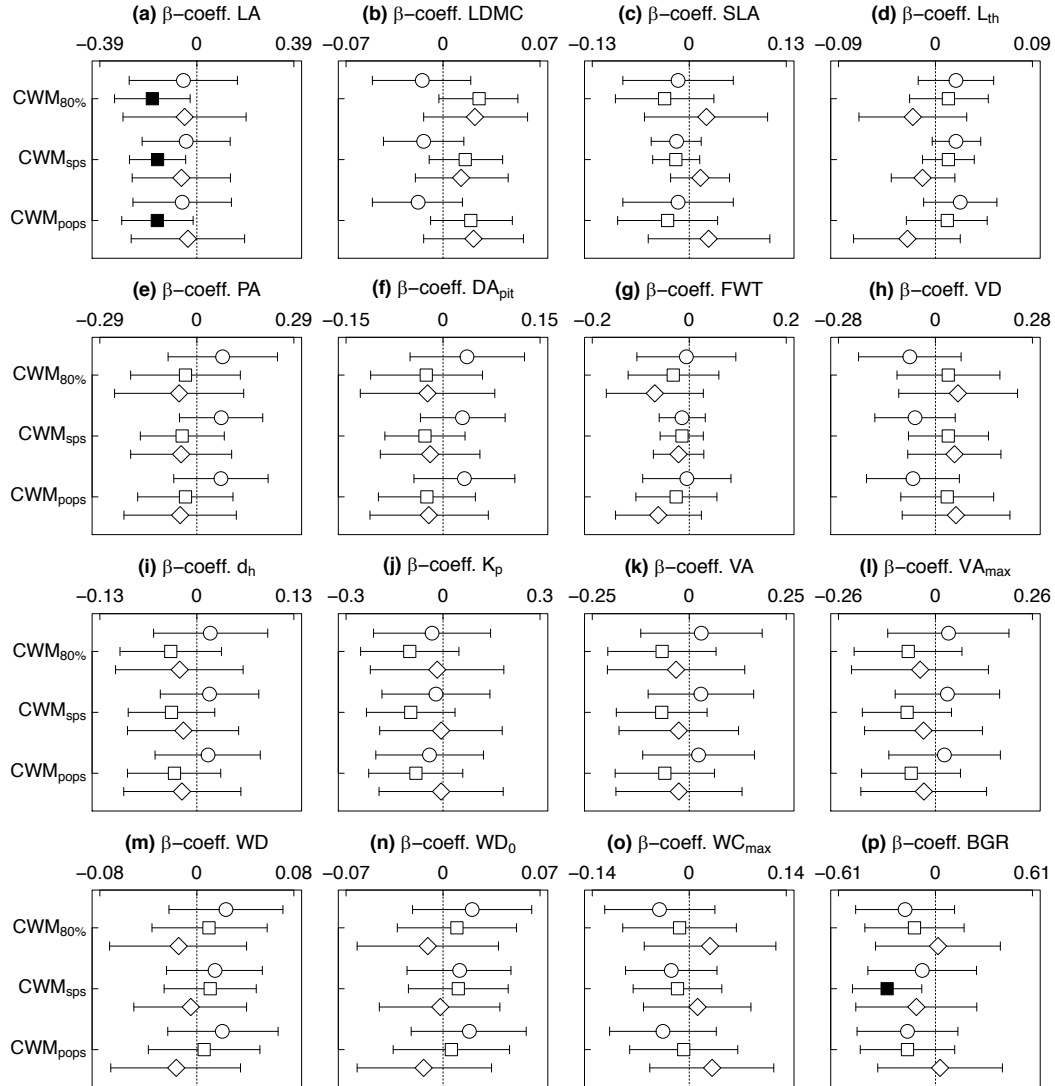 (a) β−coeff. LA (b) β−coeff. LDMC (c) β−coeff. SLA (d) β−coeff. Lth
−0.39 0 0.39 −0.07 0 0.07 −0.13 0 0.13 −0.09 0 0.09
CWM80%
CWMsps
CWMpops
(e) β−coeff. PA (f) β−coeff. DApit (g) β−coeff. FWT (h) β−coeff. VD
−0.29 0 0.29 −0.15 0 0.15 −0.2 0 0.2 −0.28 0 0.28
CWM80%
CWMsps
CWMpops
(i) β−coeff. dh (j) β−coeff. Kp (k) β−coeff. VA (l) β−coeff. VAmax
−0.13 0 0.13 −0.3 0 0.3 −0.25 0 0.25 −0.26 0 0.26
CWM80%
CWMsps
CWMpops
(m) β−coeff. WD (n) β−coeff. WD0 (o) β−coeff. WCmax (p) β−coeff. BGR
−0.08 0 0.08 −0.07 0 0.07 −0.14 0 0.14 −0.61 0 0.61
CWM80%
CWMsps
CWMpops